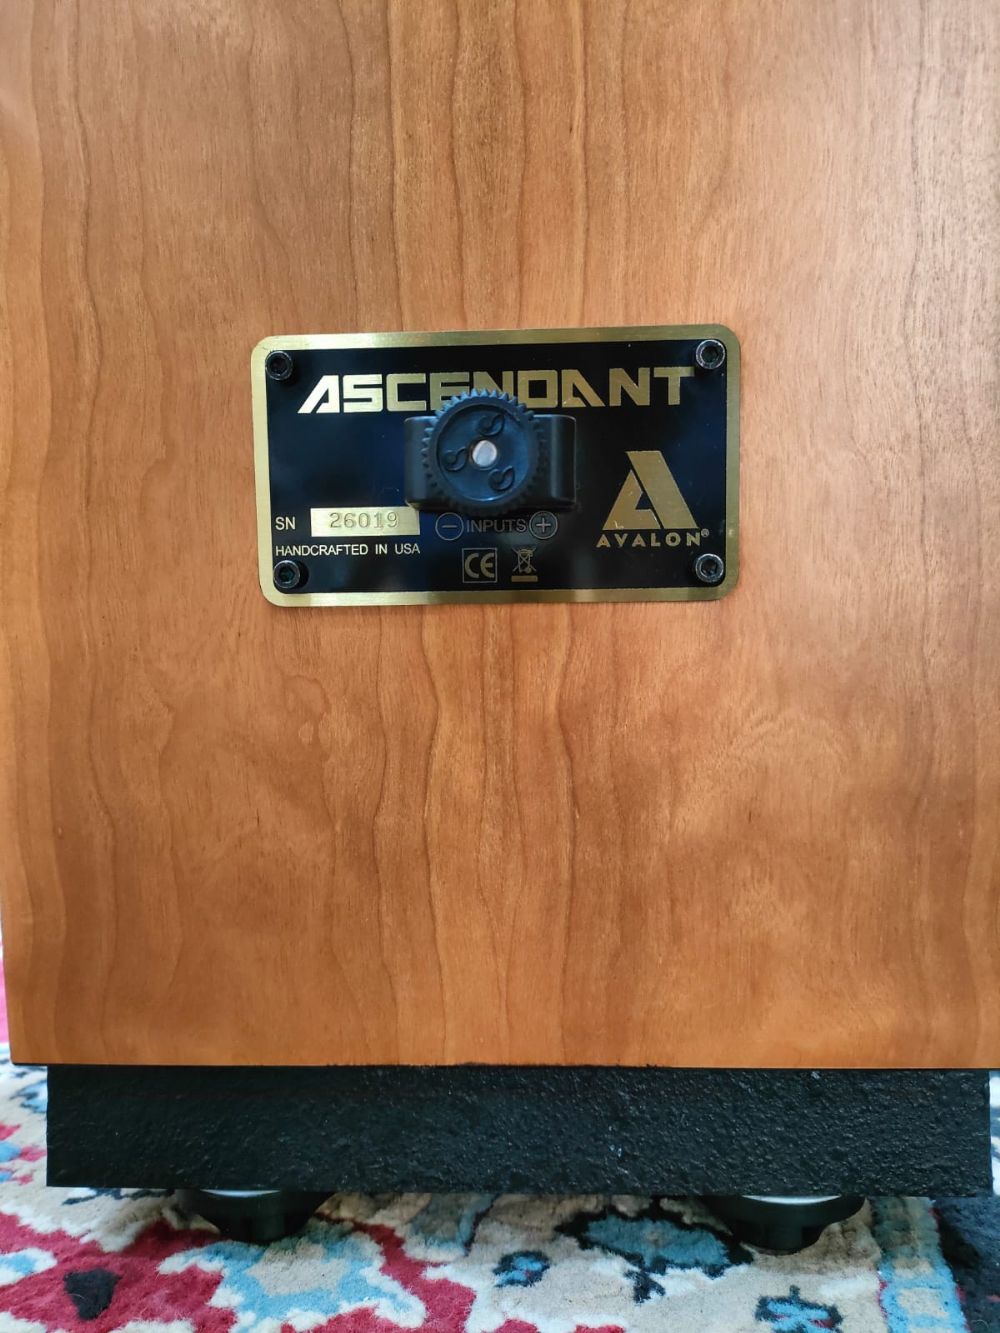 ASCENDANT
SN 26019
− INPUTS +
HANDCRAFTED IN USA
CE
AVALON®